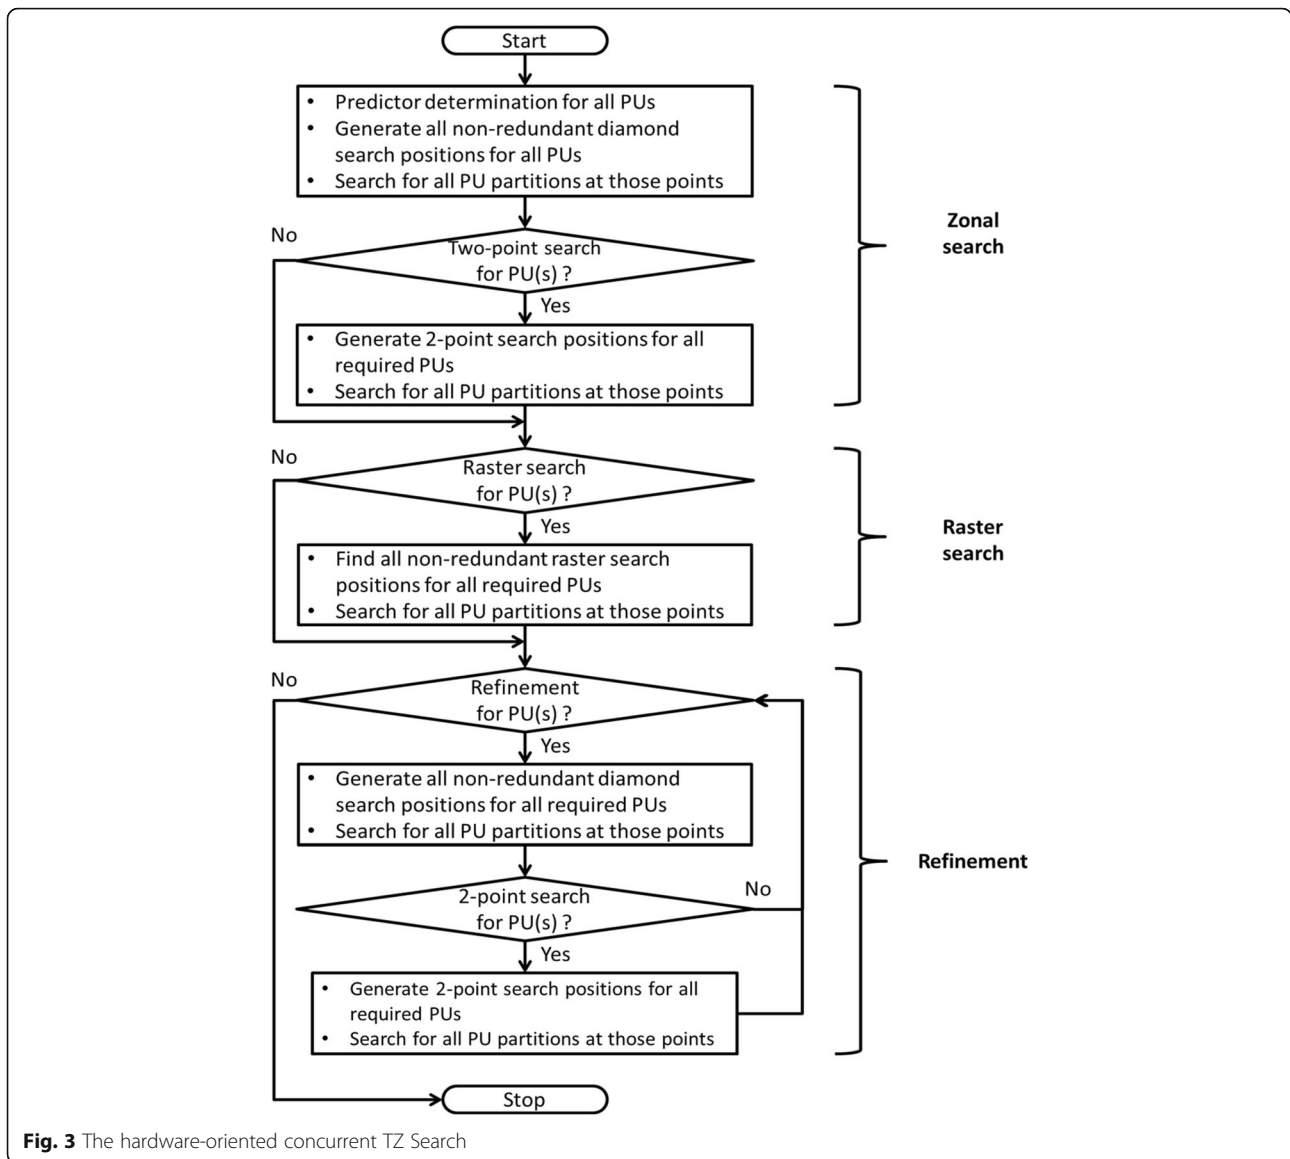 Start
• Predictor determination for all PUs
• Generate all non-redundant diamond
search positions for all PUs
• Search for all PU partitions at those points
Zonal
search
No
Two-point search
for PU(s) ?
Yes
• Generate 2-point search positions for all
required PUs
• Search for all PU partitions at those points
No
Raster search
for PU(s) ?
Yes
Raster
search
• Find all non-redundant raster search
positions for all required PUs
• Search for all PU partitions at those points
No
Refinement
for PU(s) ?
Yes
• Generate all non-redundant diamond
search positions for all required PUs
• Search for all PU partitions at those points
Refinement
2-point search
for PU(s) ?
No
Yes
• Generate 2-point search positions for all
required PUs
• Search for all PU partitions at those points
Stop
Fig. 3 The hardware-oriented concurrent TZ Search